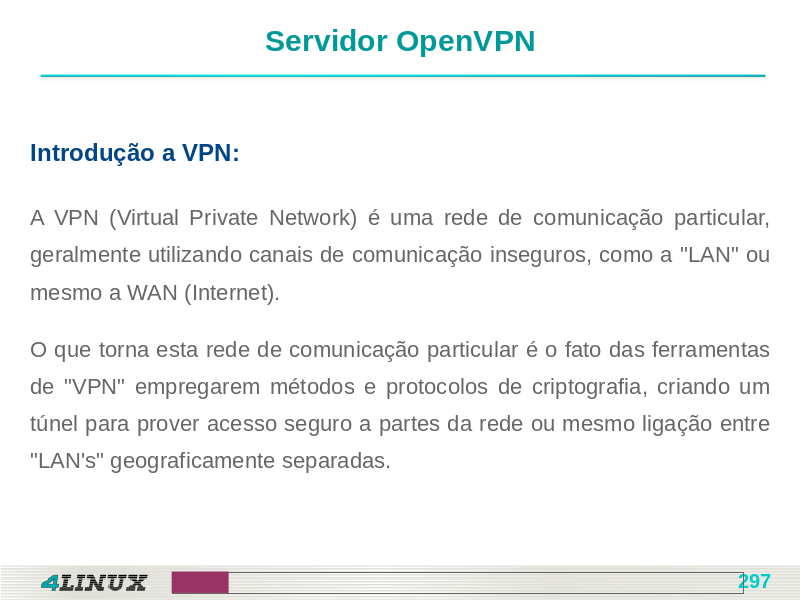 Servidor OpenVPN
Introdução a VPN:
A VPN (Virtual Private Network) é uma rede de comunicação particular,
geralmente utilizando canais de comunicação inseguros, como a "LAN" ou
mesmo a WAN (Internet).
O que torna esta rede de comunicação particular é o fato das ferramentas
de "VPN" empregarem métodos e protocolos de criptografia, criando um
túnel para prover acesso seguro a partes da rede ou mesmo ligação entre
"LAN's" geograficamente separadas.
4LINUX
297